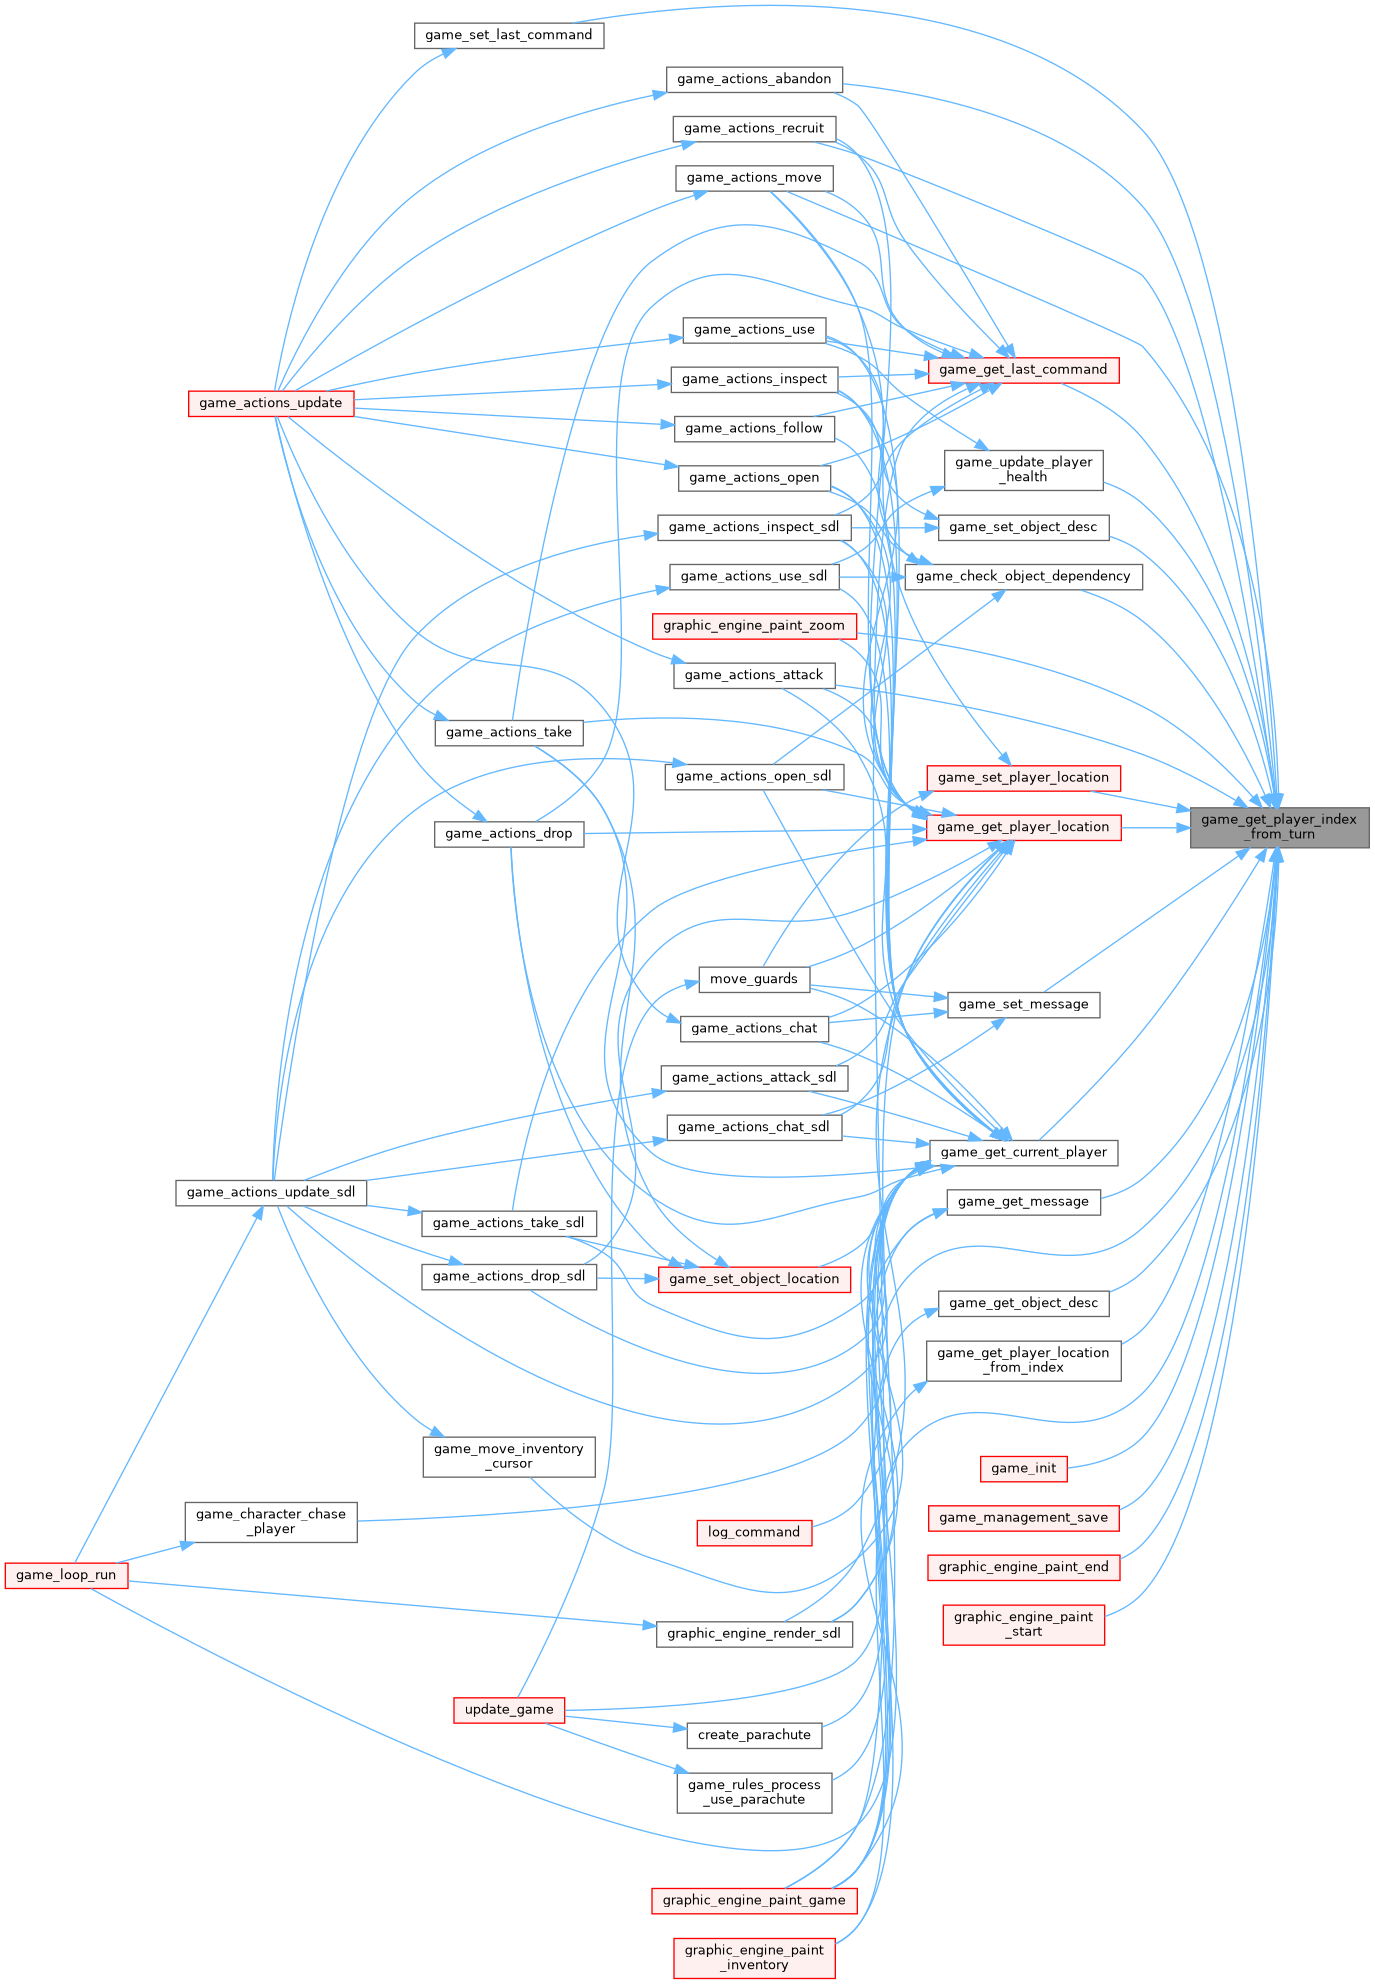 game_set_last_command
game_actions_abandon
game_actions_recruit
game_actions_move
game_actions_use
game_actions_inspect
game_get_last_command
game_actions_update
game_actions_follow
game_update_player
_health
game_actions_open
game_actions_inspect_sdl
game_set_object_desc
game_actions_use_sdl
game_check_object_dependency
graphic_engine_paint_zoom
game_actions_attack
game_actions_take
game_actions_open_sdl
game_set_player_location
game_get_player_index
_from_turn
game_actions_drop
game_get_player_location
move_guards
game_set_message
game_actions_chat
game_actions_attack_sdl
game_actions_chat_sdl
game_get_current_player
game_actions_update_sdl
game_get_message
game_actions_take_sdl
game_actions_drop_sdl
game_set_object_location
game_get_object_desc
game_get_player_location
_from_index
game_move_inventory
_cursor
game_init
game_character_chase
_player
log_command
game_management_save
game_loop_run
graphic_engine_paint_end
graphic_engine_paint
_start
graphic_engine_render_sdl
update_game
create_parachute
game_rules_process
_use_parachute
graphic_engine_paint_game
graphic_engine_paint
_inventory